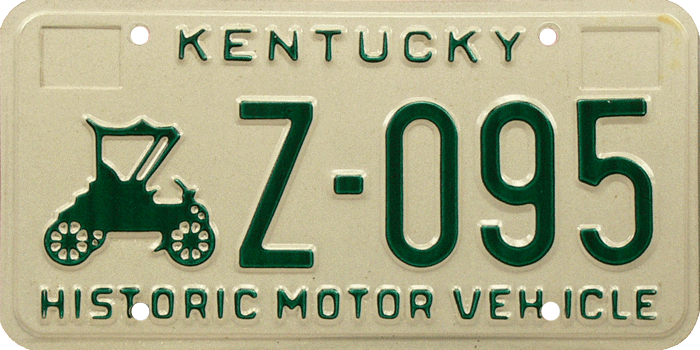 KENTUCKY
Z-095
HISTORIC MOTOR VEHICLE